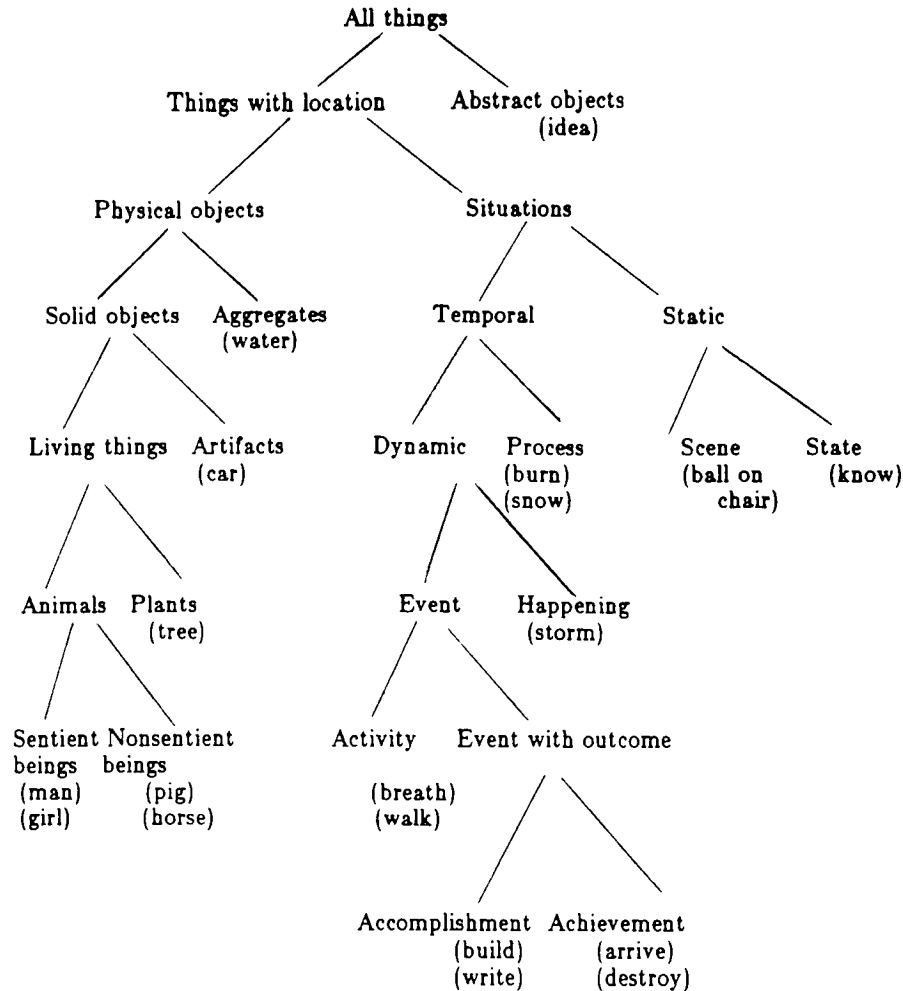 All things
Things with location Abstract objects
(idea)
Physical objects Situations
Solid objects Aggregates Temporal Static
(water)
Living things Artifacts Dynamic Process Scene State
(car) (burn) (ball on (know)
(snow) chair)
Animals Plants Event Happening
(tree) (storm)
Sentient Nonsentient Activity Event with outcome
beings beings
(man) (pig) (breath)
(girl) (horse) (walk)
Accomplishment Achievement
(build) (arrive)
(write) (destroy)